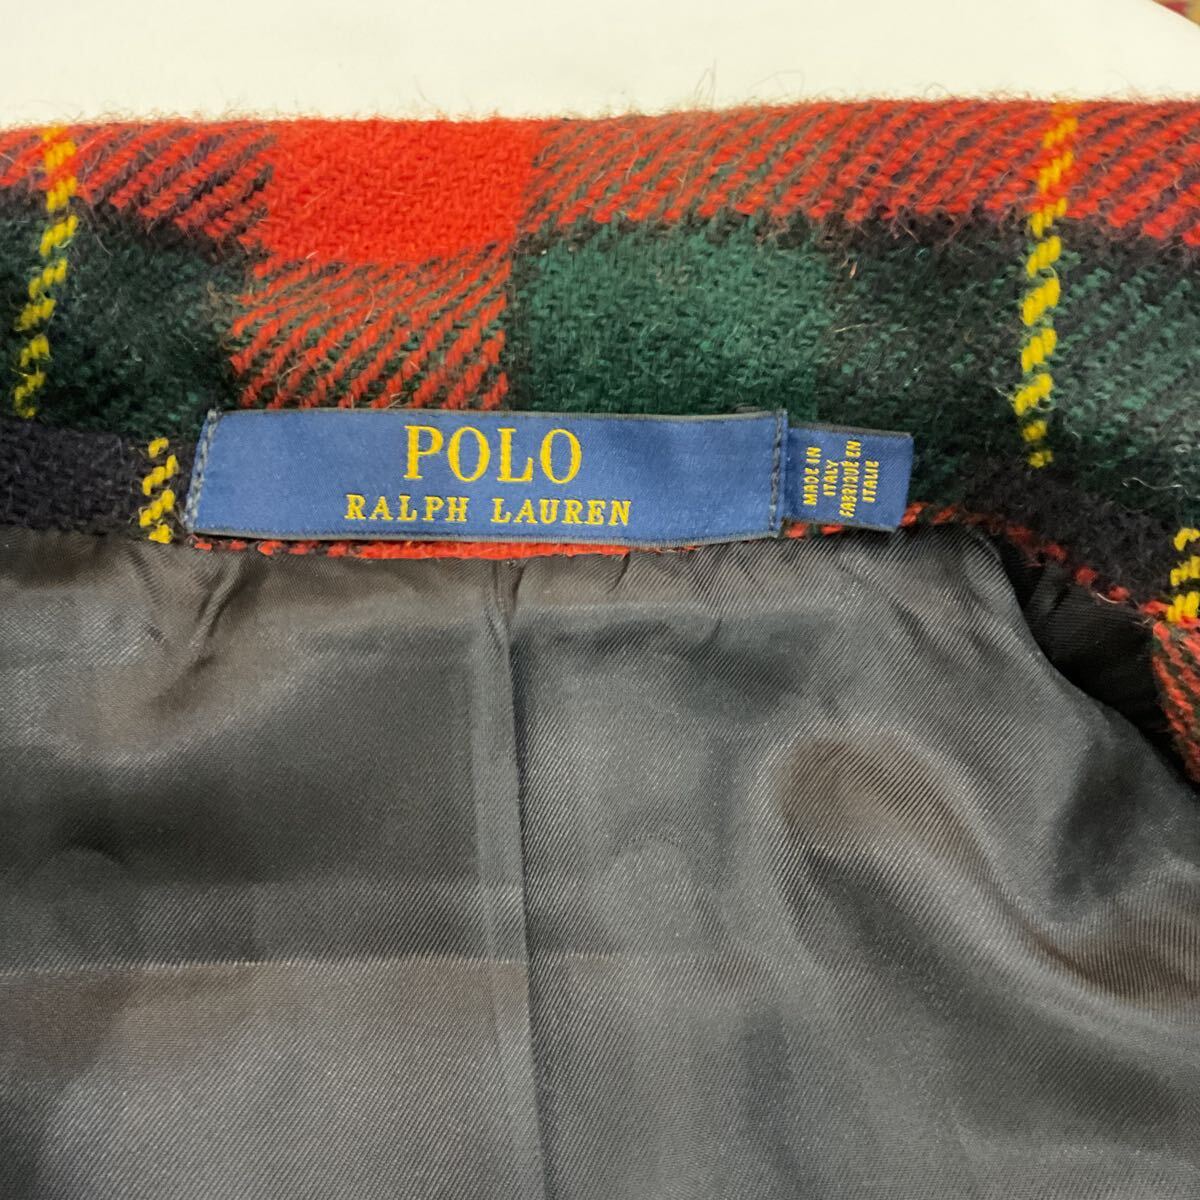 POLO
RALPH LAUREN
MADE IN
ITALY
FABRIQUÉ EN
ITALIE